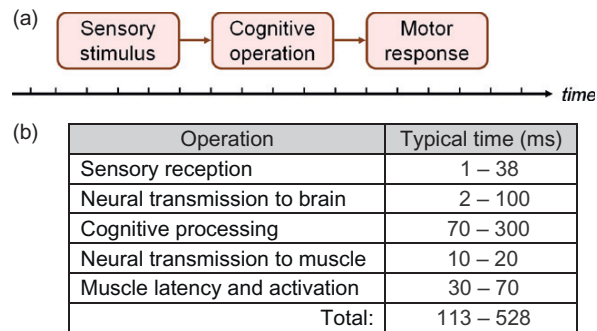 (a)
Sensory stimulus
Cognitive operation
Motor response
time
(b)
Operation Typical time (ms)
Sensory reception 1 – 38
Neural transmission to brain 2 – 100
Cognitive processing 70 – 300
Neural transmission to muscle 10 – 20
Muscle latency and activation 30 – 70
Total: 113 – 528